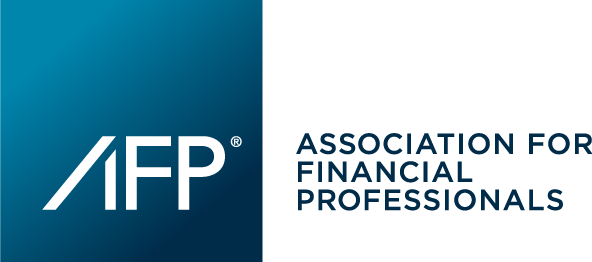 AFP®
ASSOCIATION FOR
FINANCIAL
PROFESSIONALS